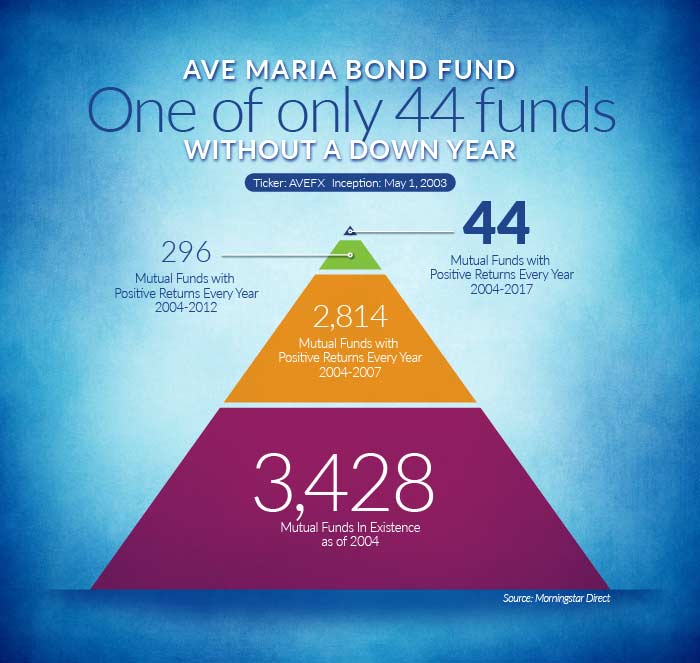 AVE MARIA BOND FUND
One of only 44 funds
WITHOUT A DOWN YEAR
Ticker: AVEFX Inception: May 1, 2003
44
Mutual Funds with
Positive Returns Every Year
2004-2017
296
Mutual Funds with
Positive Returns Every Year
2004-2012
2,814
Mutual Funds with
Positive Returns Every Year
2004-2007
3,428
Mutual Funds In Existence
as of 2004
Source: Morningstar Direct